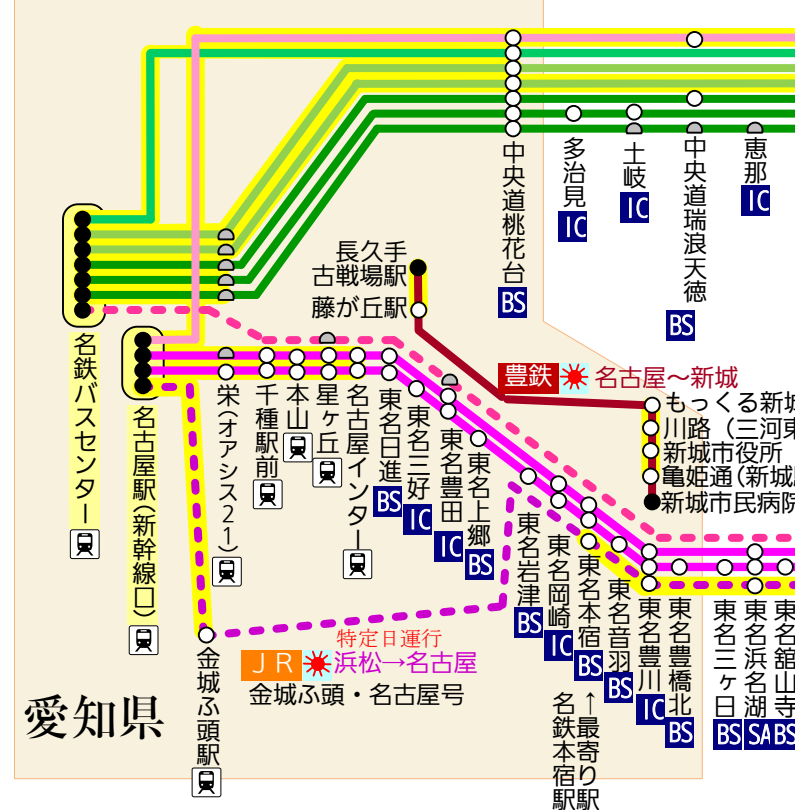 中央道桃花台
BS
多治見
IC
土岐
IC
中央道瑞浪天徳
BS
恵那
IC
長久手
古戦場駅
藤が丘駅
豊鉄
名古屋～新城
もっくる新城
川路（三河東
新城市役所
亀姫通(新城
新城市民病院
名鉄バスセンター
名古屋駅(新幹線口)
栄(オアシス21)
千種駅前
本山
星ヶ丘
名古屋インター
東名日進
BS
東名三好
IC
東名豊田
IC
東名上郷
BS
東名岩津
BS
東名岡崎
IC
東名本宿
BS
東名音羽
BS
東名豊川
IC
東名豊橋北
BS
東名三ヶ日
BS
東名浜名湖
SA
東名舘山寺
BS
↑最寄り駅
名鉄本宿駅
特定日運行
ＪＲ
浜松→名古屋
金城ふ頭・名古屋号
金城ふ頭駅
愛知県